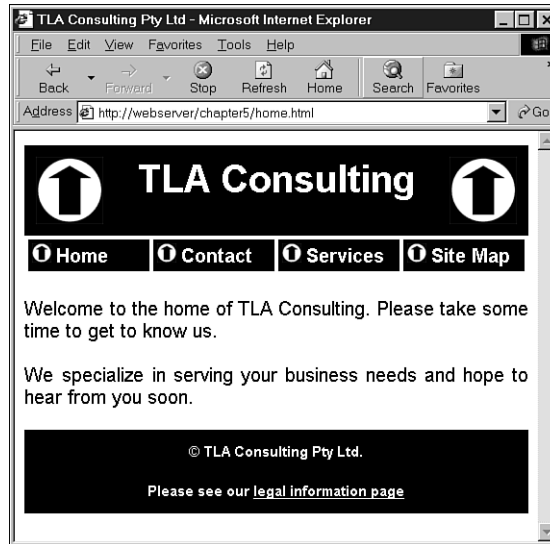 TLA Consulting Pty Ltd - Microsoft Internet Explorer
File Edit View Favorites Tools Help
Back Forward Stop Refresh Home Search Favorites
Address http://webserver/chapter5/home.html Go
TLA Consulting
Home Contact Services Site Map
Welcome to the home of TLA Consulting. Please take some
time to get to know us.
We specialize in serving your business needs and hope to
hear from you soon.
© TLA Consulting Pty Ltd.
Please see our legal information page